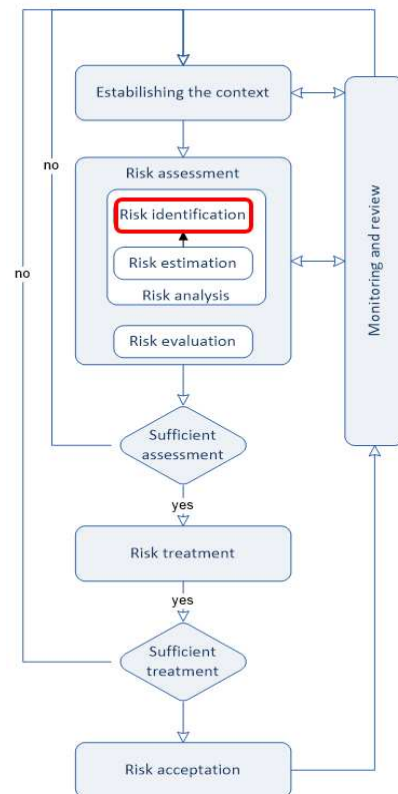 Estabilishing the context
no
Risk assessment
Risk identification
Risk estimation
Risk analysis
Risk evaluation
Monitoring and review
no
Sufficient
assessment
yes
Risk treatment
yes
Sufficient
treatment
Risk acceptation